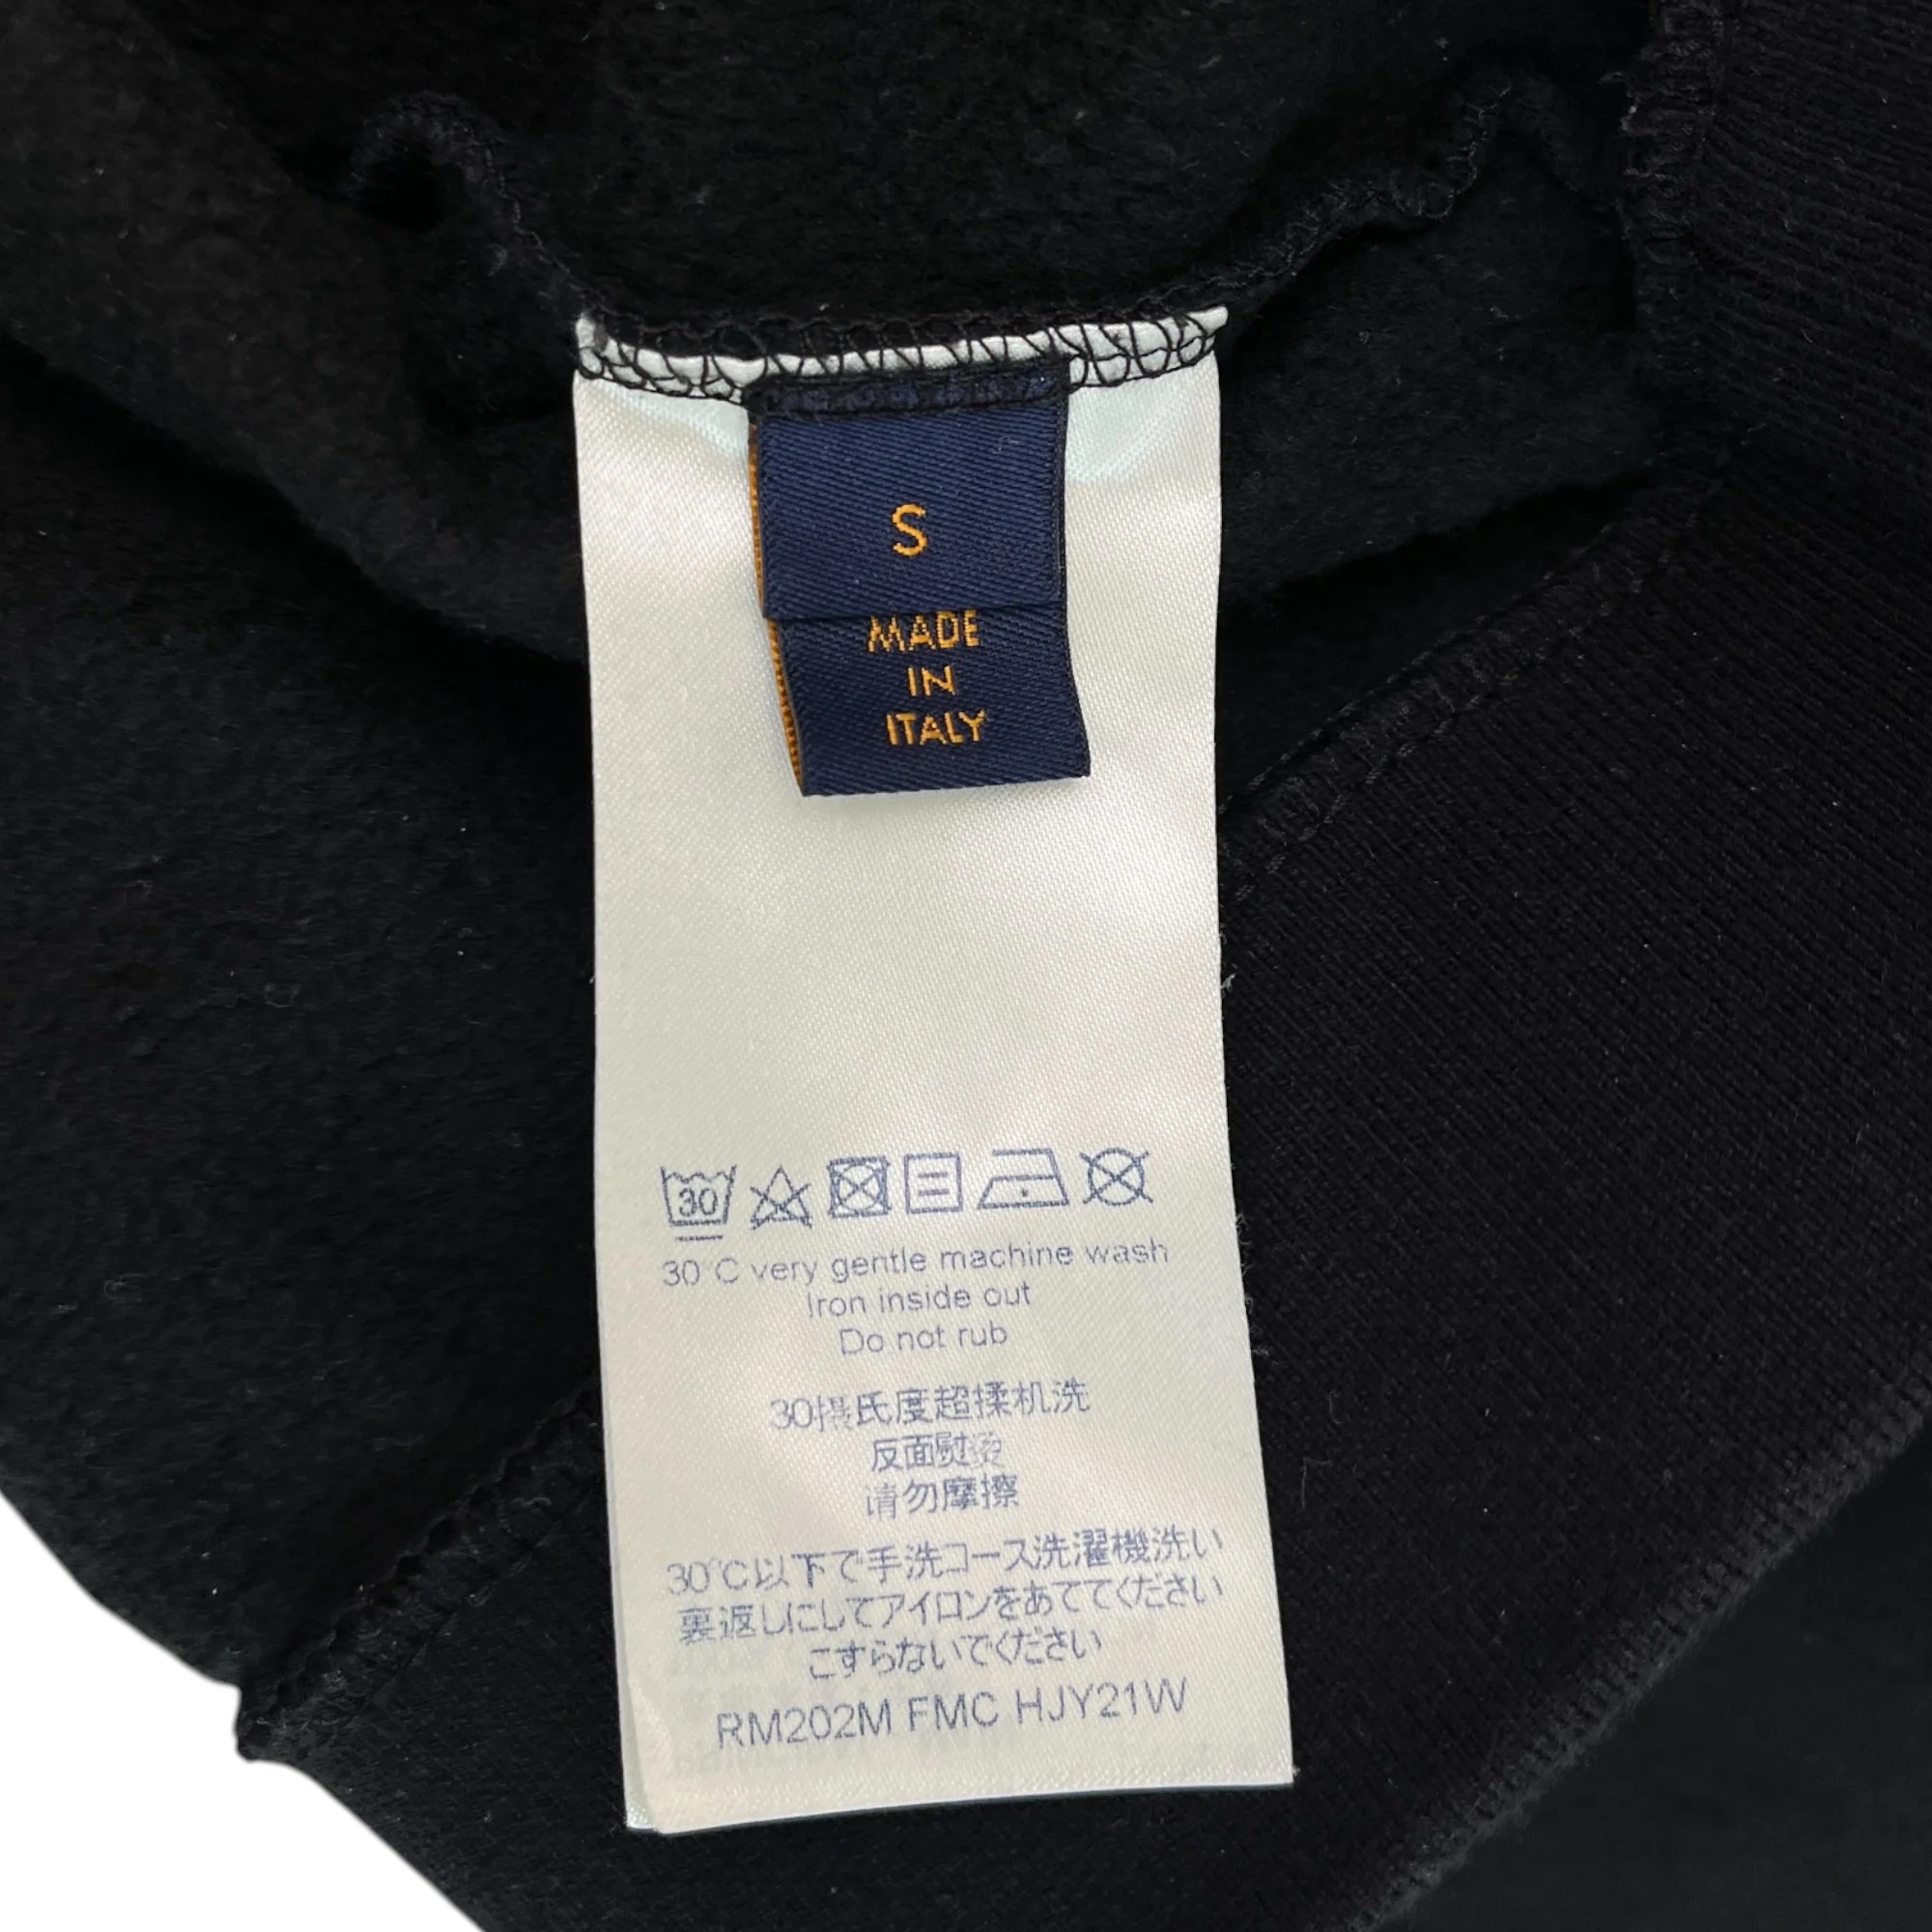 S
MADE
IN
ITALY
30
30°C very gentle machine wash
Iron inside out
Do not rub
30摄氏度超揉机洗
反面熨烫
请勿摩擦
30℃以下で手洗コース洗濯機洗い
裏返しにしてアイロンをあててください
こすらないでください
RM202M FMC HJY21W